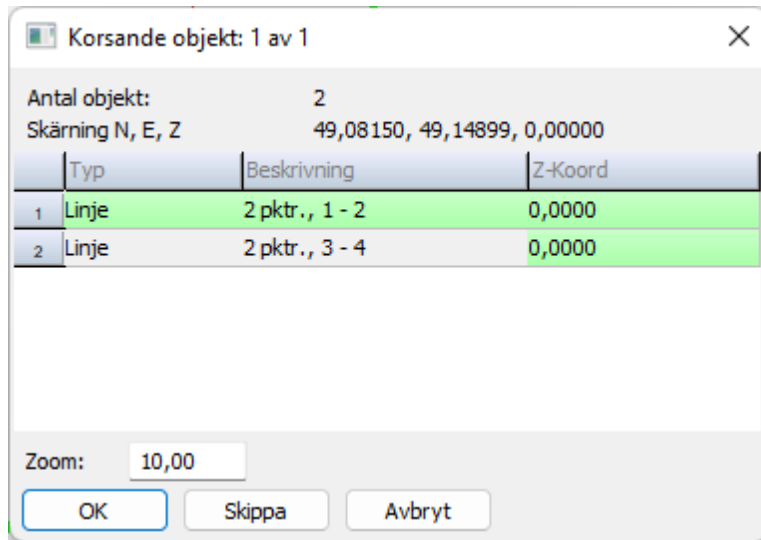 Korsande objekt: 1 av 1
Antal objekt: 2
Skärning N, E, Z 49,08150, 49,14899, 0,00000
Typ Beskrivning Z-Koord
1 Linje 2 pktr., 1 - 2 0,0000
2 Linje 2 pktr., 3 - 4 0,0000
Zoom: 10,00
OK Skippa Avbryt